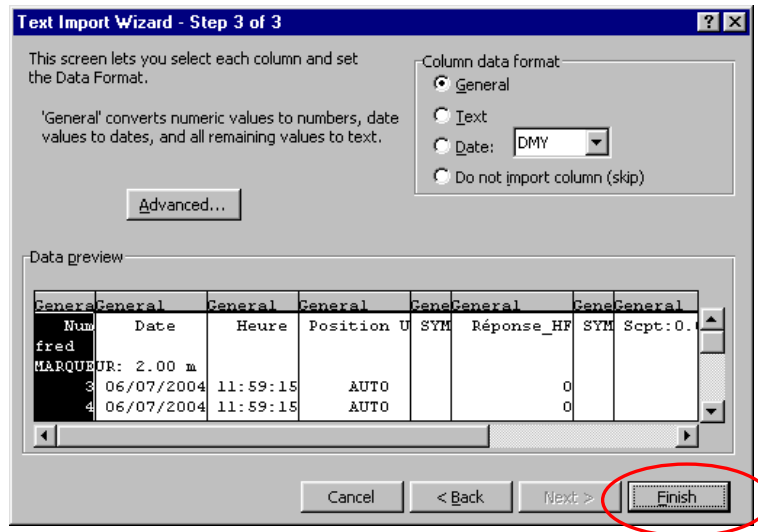 Text Import Wizard - Step 3 of 3
This screen lets you select each column and set
the Data Format.
'General' converts numeric values to numbers, date
values to dates, and all remaining values to text.
Advanced...
Column data format
General
Text
Date: DMY
Do not import column (skip)
Data preview
Genera General General General Gene General Gene General
Num Date Heure Position U SYM Réponse_HF SYM Scpt:0.
fred
MARQUEUR: 2.00 m
3 06/07/2004 11:59:15 AUTO 0
4 06/07/2004 11:59:15 AUTO 0
Cancel < Back Next > Finish